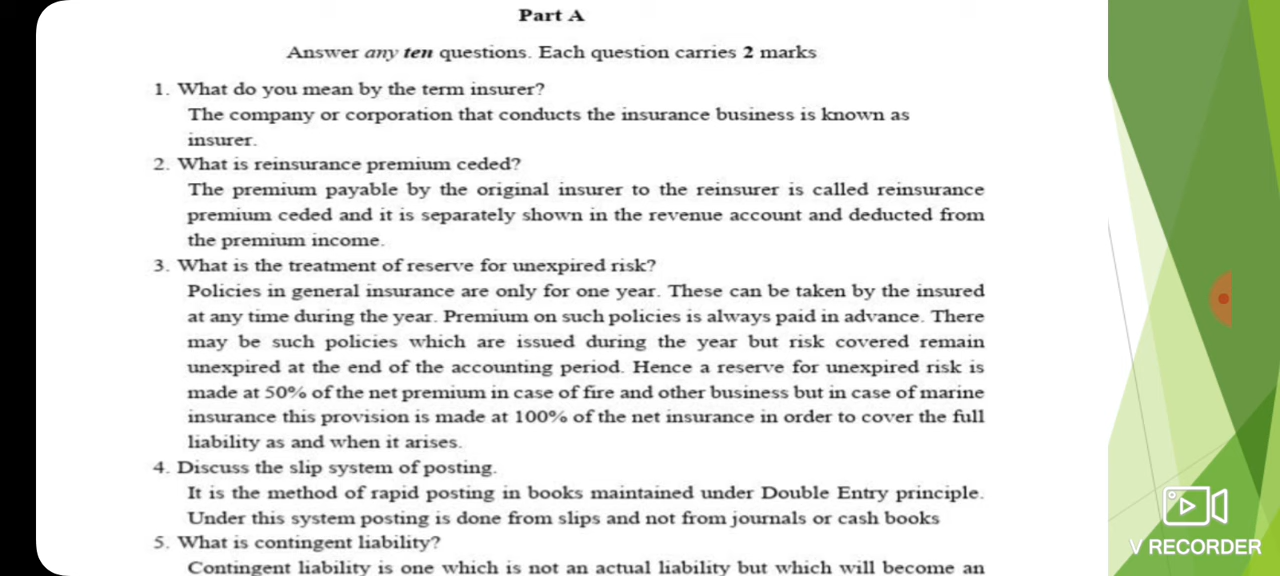 Part A
Answer any ten questions. Each question carries 2 marks
1. What do you mean by the term insurer?
The company or corporation that conducts the insurance business is known as
insurer.
2. What is reinsurance premium ceded?
The premium payable by the original insurer to the reinsurer is called reinsurance
premium ceded and it is separately shown in the revenue account and deducted from
the premium income.
3. What is the treatment of reserve for unexpired risk?
Policies in general insurance are only for one year. These can be taken by the insured
at any time during the year. Premium on such policies is always paid in advance. There
may be such policies which are issued during the year but risk covered remain
unexpired at the end of the accounting period. Hence a reserve for unexpired risk is
made at 50% of the net premium in case of fire and other business but in case of marine
insurance this provision is made at 100% of the net insurance in order to cover the full
liability as and when it arises.
4. Discuss the slip system of posting.
It is the method of rapid posting in books maintained under Double Entry principle.
Under this system posting is done from slips and not from journals or cash books
5. What is contingent liability?
Contingent liability is one which is not an actual liability but which will become an
V RECORDER